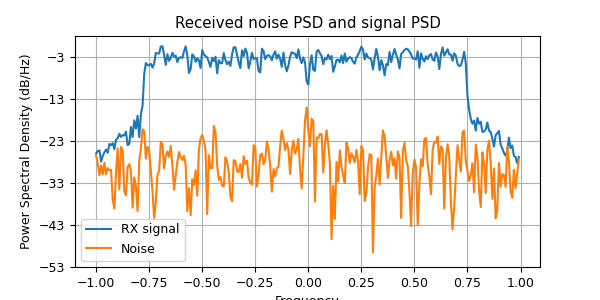 Received noise PSD and signal PSD
Power Spectral Density (dB/Hz)
−3
−13
−23
−33
−43
−53
RX signal
Noise
−1.00 −0.75 −0.50 −0.25 0.00 0.25 0.50 0.75 1.00
Frequency